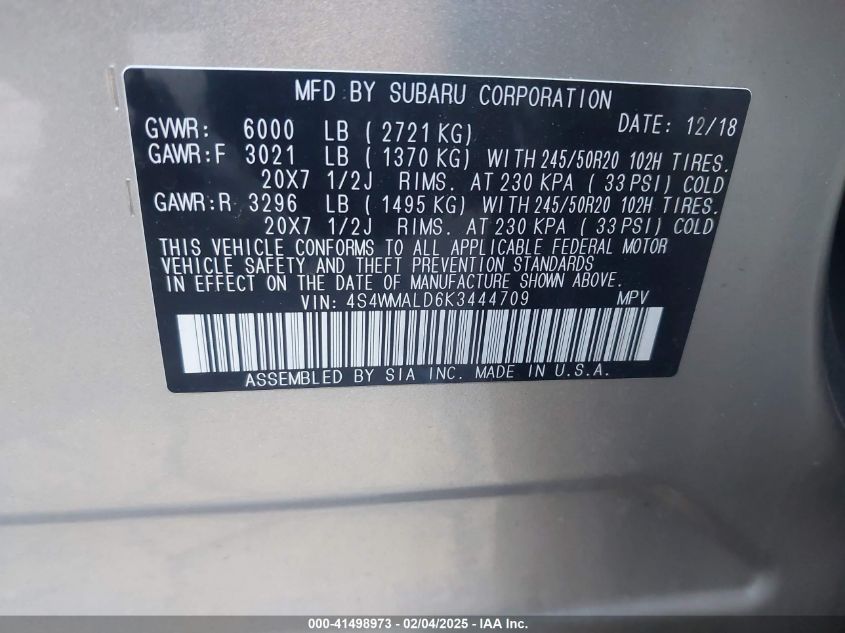 MFD BY SUBARU CORPORATION
GVWR: 6000 LB ( 2721 KG) DATE: 12/18
GAWR:F 3021 LB ( 1370 KG) WITH 245/50R20 102H TIRES.
20X7 1/2J RIMS. AT 230 KPA ( 33 PSI) COLD
GAWR:R 3296 LB ( 1495 KG) WITH 245/50R20 102H TIRES.
20X7 1/2J RIMS. AT 230 KPA ( 33 PSI) COLD
THIS VEHICLE CONFORMS TO ALL APPLICABLE FEDERAL MOTOR
VEHICLE SAFETY AND THEFT PREVENTION STANDARDS
IN EFFECT ON THE DATE OF MANUFACTURE SHOWN ABOVE.
VIN: 4S4WMALD6K3444709 MPV
ASSEMBLED BY SIA INC. MADE IN U.S.A.
000-41498973 - 02/04/2025 - IAA Inc.